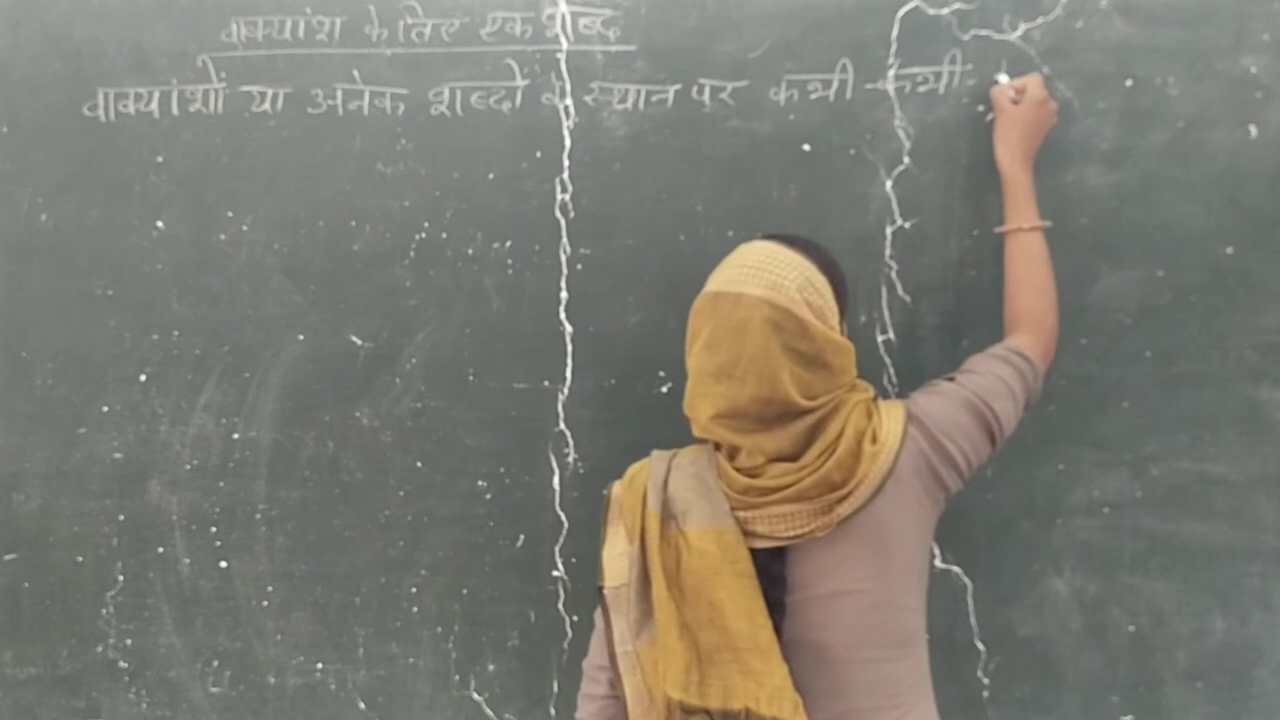 वाक्यांश के लिए एक शब्द
वाक्यांशों या अनेक शब्दों के स्थान पर कभी-कभी